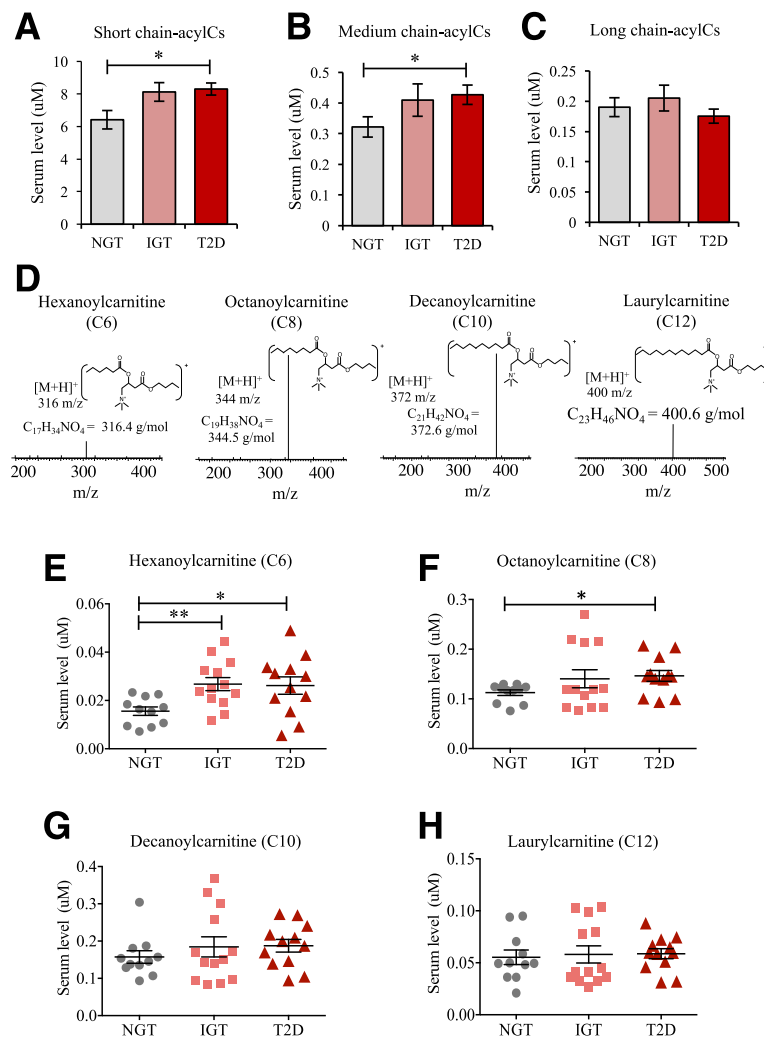 A
Short chain-acylCs
*
Serum level (uM)
10
8
6
4
2
0
NGT IGT T2D
B
Medium chain-acylCs
*
Serum level (uM)
0.5
0.4
0.3
0.2
0.1
0
NGT IGT T2D
C
Long chain-acylCs
Serum level (uM)
0.25
0.2
0.15
0.1
0.05
0
NGT IGT T2D
D
Hexanoylcarnitine
(C6)
[M+H]+
316 m/z
C17H34NO4 = 316.4 g/mol
O
O
O
O
N+
+
200 300 400
m/z
Octanoylcarnitine
(C8)
[M+H]+
344 m/z
C19H38NO4 =
344.5 g/mol
O
O
O
O
N+
+
200 300 400
m/z
Decanoylcarnitine
(C10)
[M+H]+
372 m/z
C21H42NO4 =
372.6 g/mol
O
O
O
O
N+
+
200 300 400
m/z
Laurylcarnitine
(C12)
[M+H]+
400 m/z
C23H46NO4 = 400.6 g/mol
O
O
O
O
N+
+
200 300 400 500
m/z
E
Hexanoylcarnitine (C6)
*
**
Serum level (uM)
0.06
0.04
0.02
0.00
NGT IGT T2D
F
Octanoylcarnitine (C8)
*
Serum level (uM)
0.3
0.2
0.1
0.0
NGT IGT T2D
G
Decanoylcarnitine (C10)
Serum level (uM)
0.4
0.3
0.2
0.1
0.0
NGT IGT T2D
H
Laurylcarnitine (C12)
Serum level (uM)
0.15
0.10
0.05
0.00
NGT IGT T2D